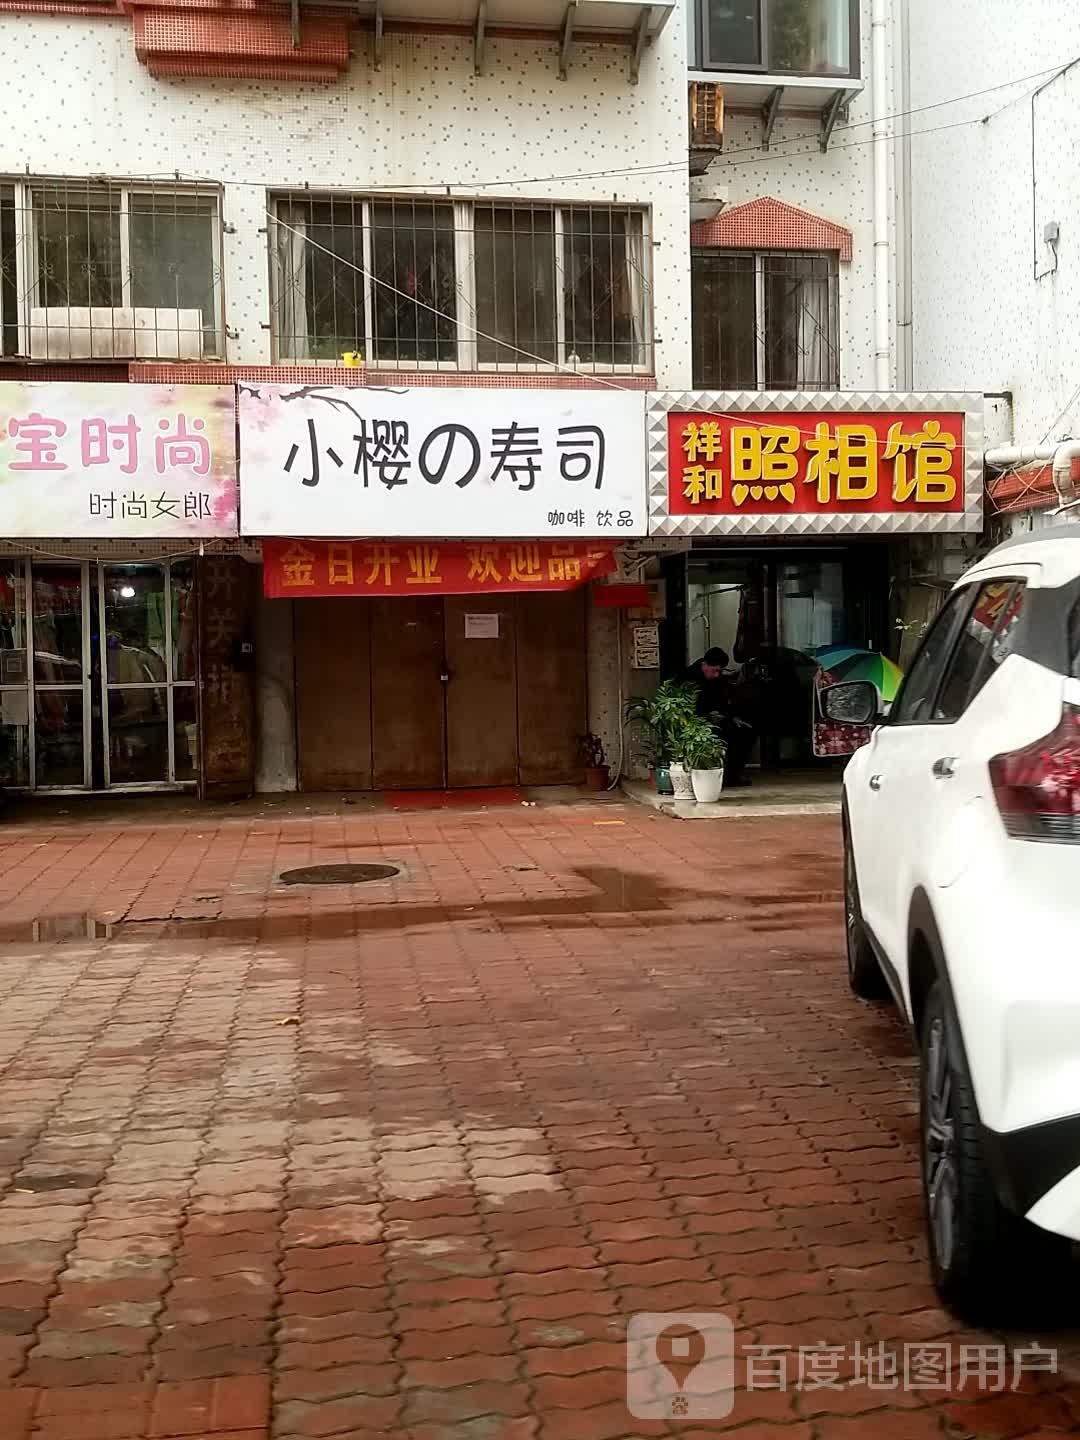 宝时尚
时尚女郎
小樱の寿司
咖啡 饮品
祥和
照相馆
金日开业 欢迎品
百度地图用户